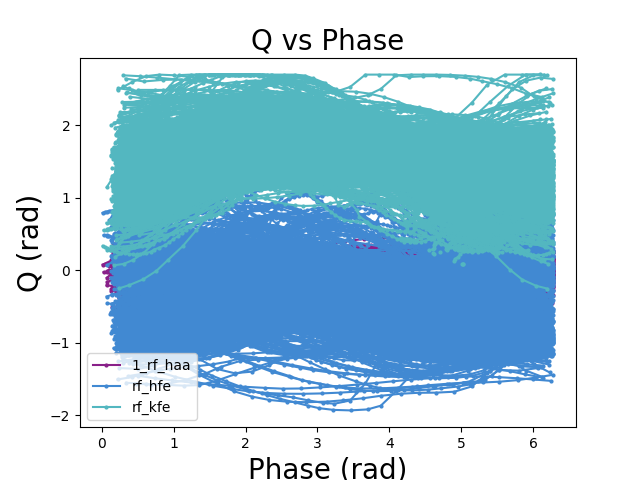 Q vs Phase
Q (rad)
2
1
0
−1
−2
1_rf_haa
rf_hfe
rf_kfe
0 1 2 3 4 5 6
Phase (rad)